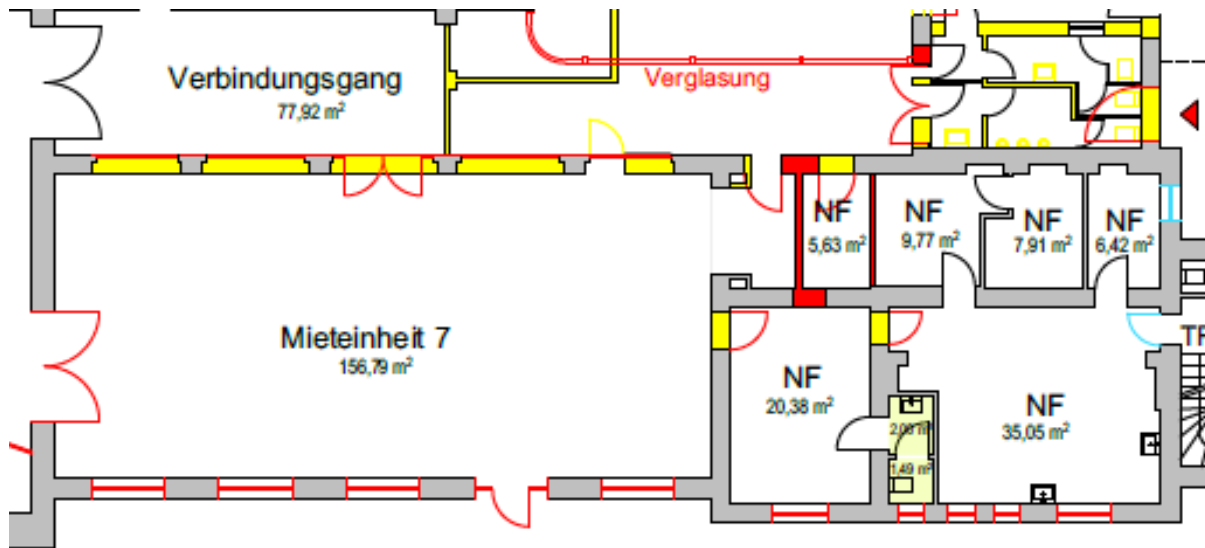 Verbindungsgang
77,92 m²
Verglasung
NF
5,63 m²
NF
9,77 m²
NF
7,91 m²
NF
6,42 m²
Mieteinheit 7
156,79 m²
TR
NF
20,38 m²
NF
35,05 m²
1,49 m²